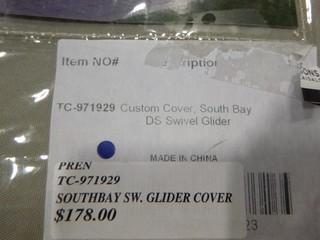 Item NO#
TC-971929 Custom Cover, South Bay
DS Swivel Glider
MADE IN CHINA
PREN
TC-971929
SOUTHBAY SW. GLIDER COVER
$178.00
23